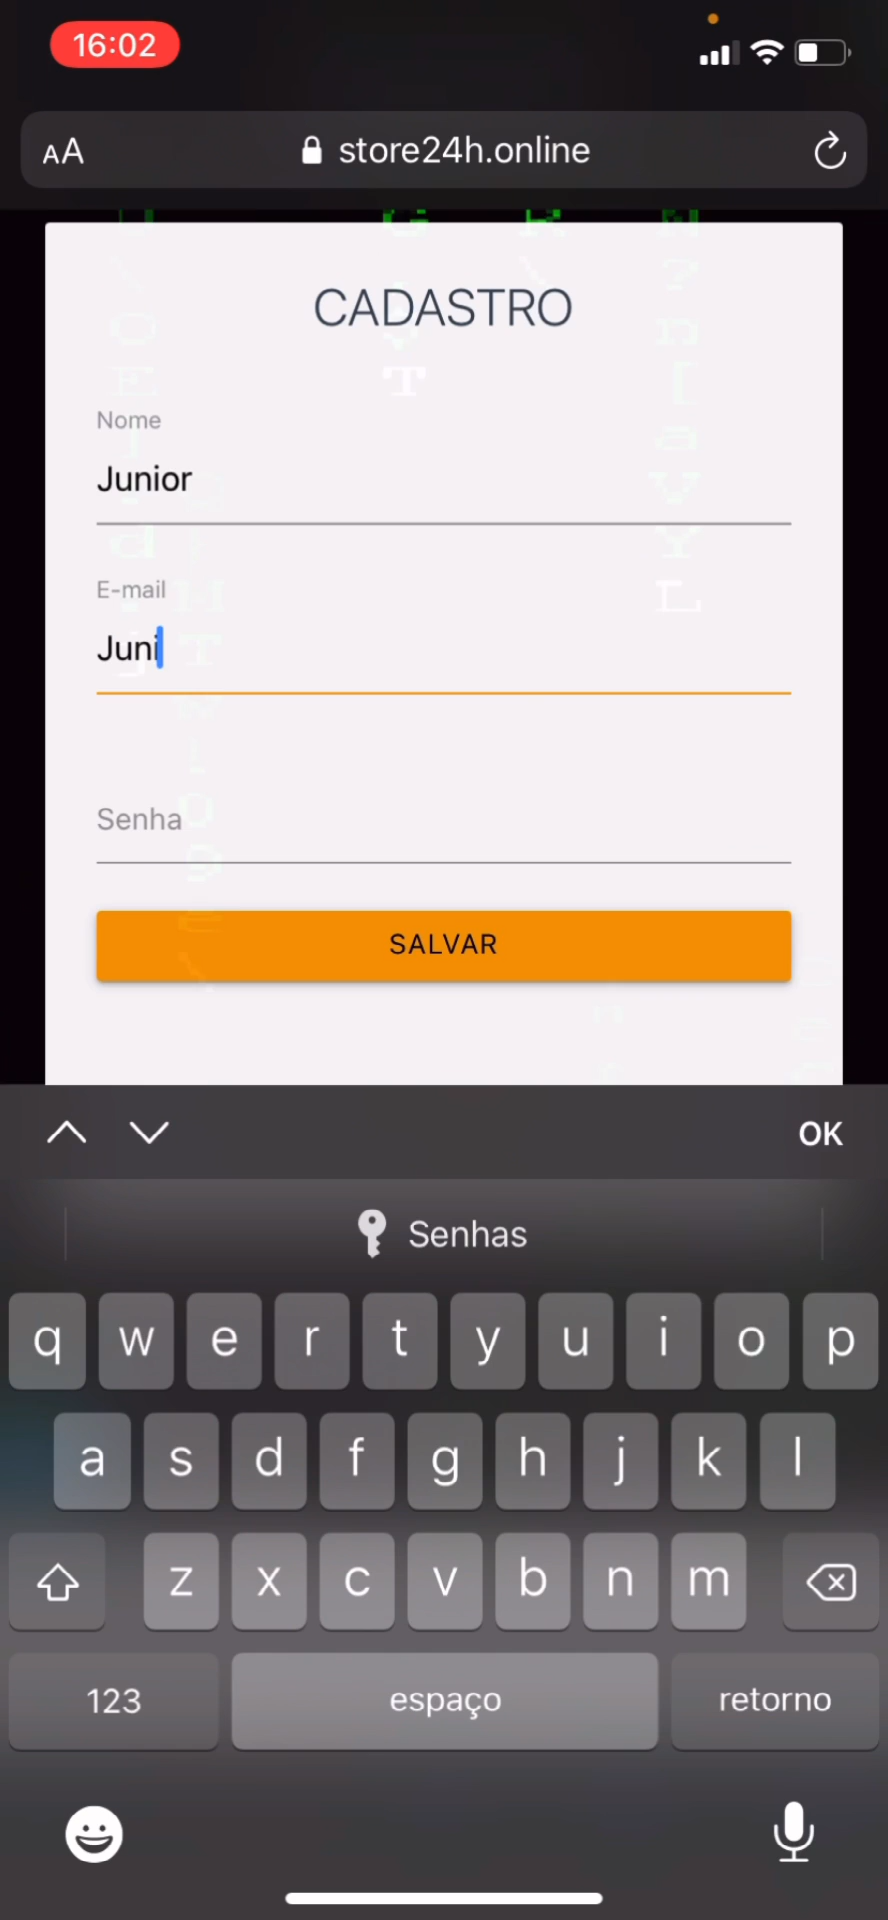 16:02
AA store24h.online
CADASTRO
Nome
Junior
E-mail
Juni
Senha
SALVAR
OK
Senhas
q w e r t y u i o p
a s d f g h j k l
z x c v b n m
123 espaço retorno